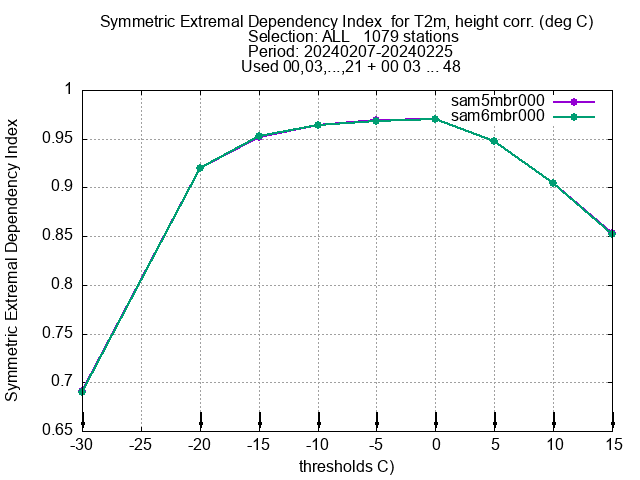 Symmetric Extremal Dependency Index  for T2m, height corr. (deg C)
Selection: ALL   1079 stations
Period: 20240207-20240225
Used 00,03,...,21 + 00 03 ... 48
sam5mbr000
sam6mbr000
Symmetric Extremal Dependency Index
1
0.95
0.9
0.85
0.8
0.75
0.7
0.65
-30 -25 -20 -15 -10 -5 0 5 10 15
thresholds C)